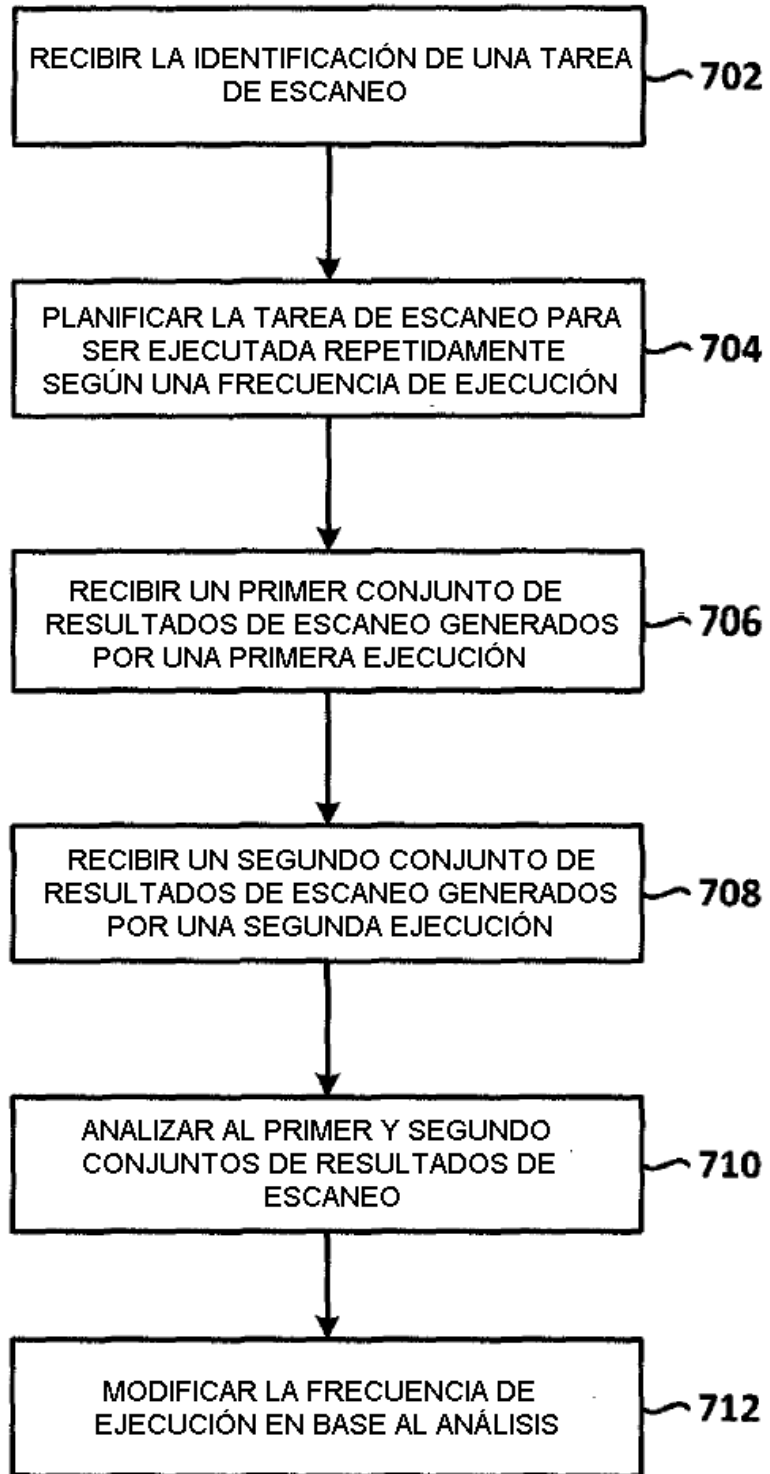 RECIBIR LA IDENTIFICACIÓN DE UNA TAREA
DE ESCANEO
702
PLANIFICAR LA TAREA DE ESCANEO PARA
SER EJECUTADA REPETIDAMENTE
SEGÚN UNA FRECUENCIA DE EJECUCIÓN
704
RECIBIR UN PRIMER CONJUNTO DE
RESULTADOS DE ESCANEO GENERADOS
POR UNA PRIMERA EJECUCIÓN
706
RECIBIR UN SEGUNDO CONJUNTO DE
RESULTADOS DE ESCANEO GENERADOS
POR UNA SEGUNDA EJECUCIÓN
708
ANALIZAR AL PRIMER Y SEGUNDO
CONJUNTOS DE RESULTADOS DE
ESCANEO
710
MODIFICAR LA FRECUENCIA DE
EJECUCIÓN EN BASE AL ANÁLISIS
712